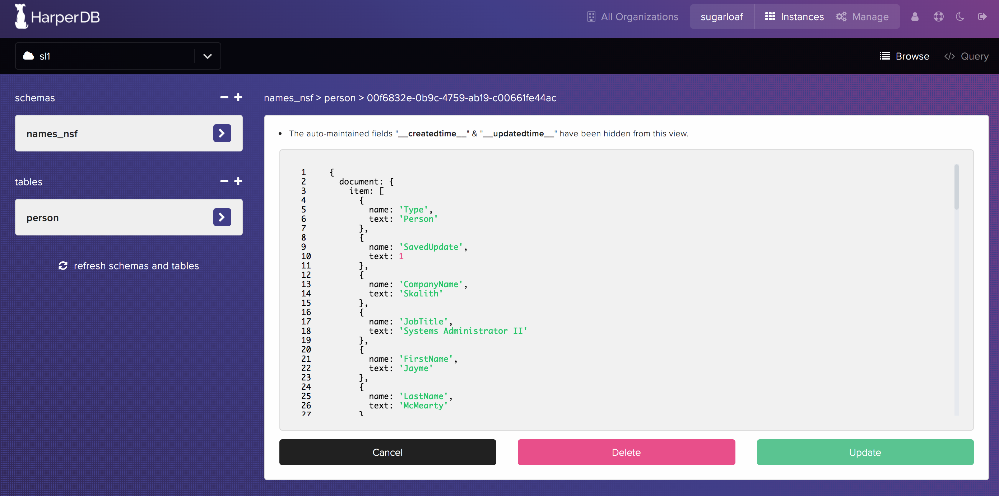 HarperDB
All Organizations
sugarloaf
Instances
Manage
sl1
Browse
</> Query
schemas
names_nsf
tables
person
refresh schemas and tables
names_nsf > person > 00f6832e-0b9c-4759-ab19-c00661fe44ac
The auto-maintained fields "__createdtime__" & "__updatedtime__" have been hidden from this view.
1 {
2 document: {
3 item: [
4 {
5 name: 'Type',
6 text: 'Person'
7 },
8 {
9 name: 'SavedUpdate',
10 text: 1
11 },
12 {
13 name: 'CompanyName',
14 text: 'Skalith'
15 },
16 {
17 name: 'JobTitle',
18 text: 'Systems Administrator II'
19 },
20 {
21 name: 'FirstName',
22 text: 'Jayme'
23 },
24 {
25 name: 'LastName',
26 text: 'McMearty'
27 }
Cancel
Delete
Update